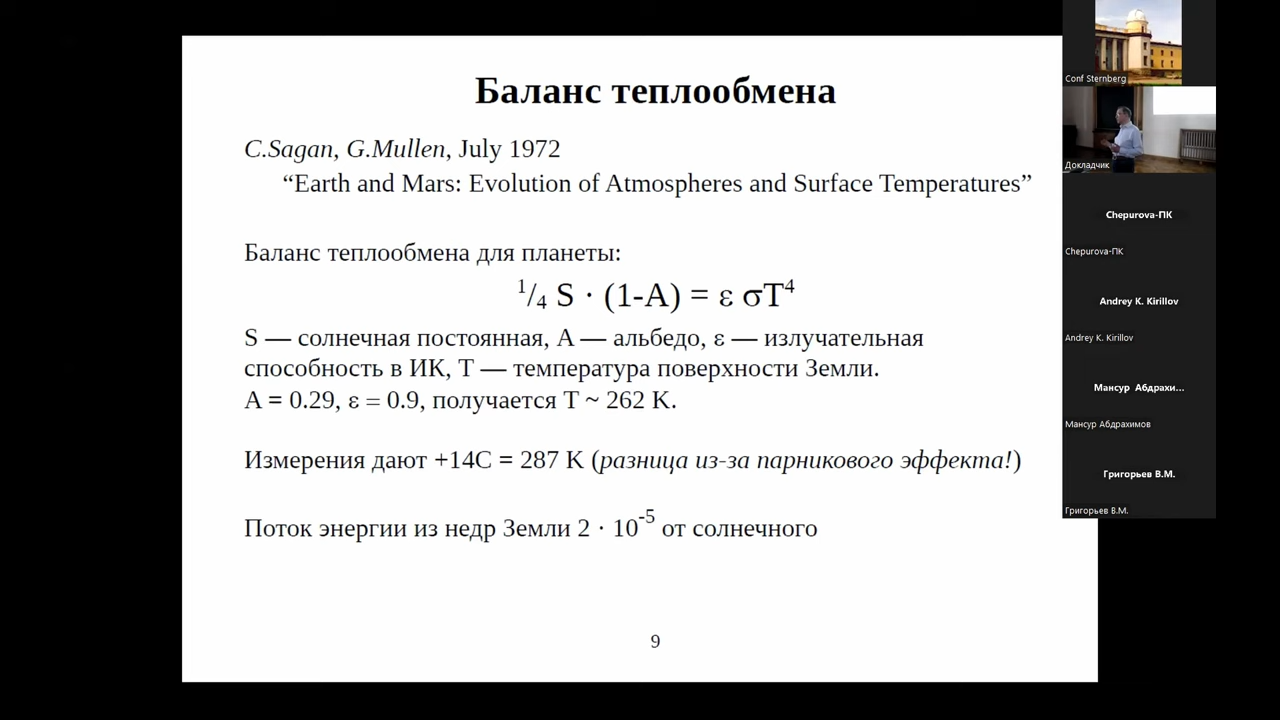 Баланс теплообмена
C.Sagan, G.Mullen, July 1972
“Earth and Mars: Evolution of Atmospheres and Surface Temperatures”
Баланс теплообмена для планеты:
¹/₄ S · (1-A) = ε σT⁴
S — солнечная постоянная, A — альбедо, ε — излучательная
способность в ИК, T — температура поверхности Земли.
A = 0.29, ε = 0.9, получается T ~ 262 K.
Измерения дают +14C = 287 K (разница из-за парникового эффекта!)
Поток энергии из недр Земли 2 · 10⁻⁵ от солнечного
9
Conf Sternberg
Докладчик
Chepurova-ПК
Chepurova-ПК
Andrey K. Kirillov
Andrey K. Kirillov
Мансур Абдрахи...
Мансур Абдрахимов
Григорьев В.М.
Григорьев В.М.